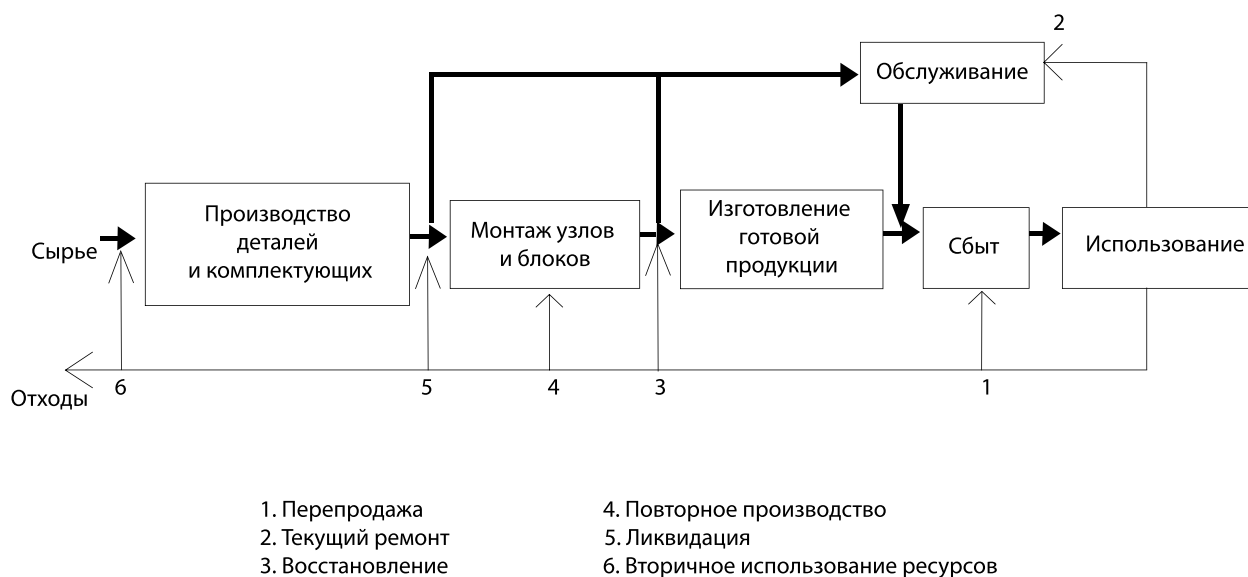 2
Обслуживание
Сырье
Производство
деталей
и комплектующих
Монтаж узлов
и блоков
Изготовление
готовой
продукции
Сбыт
Использование
Отходы
6
5
4
3
1
1. Перепродажа
2. Текущий ремонт
3. Восстановление
4. Повторное производство
5. Ликвидация
6. Вторичное использование ресурсов